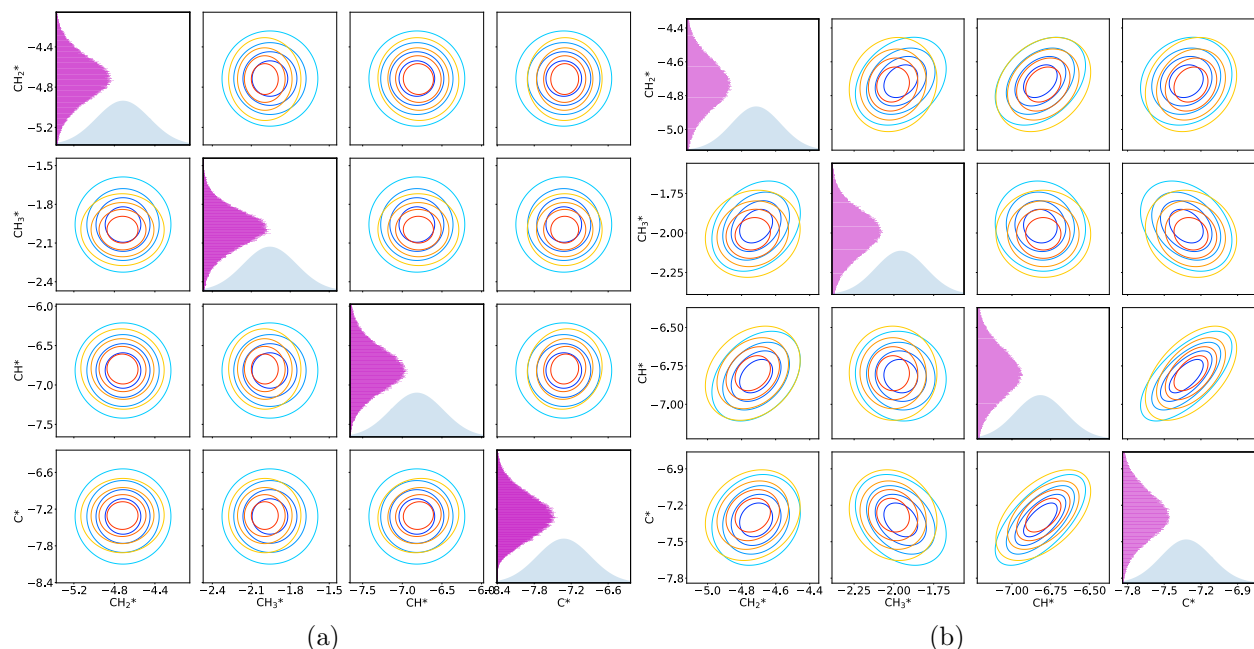 CH₂*
−4.4
−4.8
−5.2
CH₃*
−1.5
−1.8
−2.1
−2.4
CH*
−6.0
−6.5
−7.0
−7.5
C*
−6.6
−7.2
−7.8
−8.4
−5.2 −4.8 −4.4
CH₂*
−2.4 −2.1 −1.8 −1.5
CH₃*
−7.5 −7.0 −6.5 −6.0
CH*
−8.4 −7.8 −7.2 −6.6
C*
(a)
CH₂*
−4.4
−4.6
−4.8
−5.0
CH₃*
−1.75
−2.00
−2.25
CH*
−6.50
−6.75
−7.00
C*
−6.9
−7.2
−7.5
−7.8
−5.0 −4.8 −4.6 −4.4
CH₂*
−2.25 −2.00 −1.75
CH₃*
−7.00 −6.75 −6.50
CH*
−7.8 −7.5 −7.2 −6.9
C*
(b)